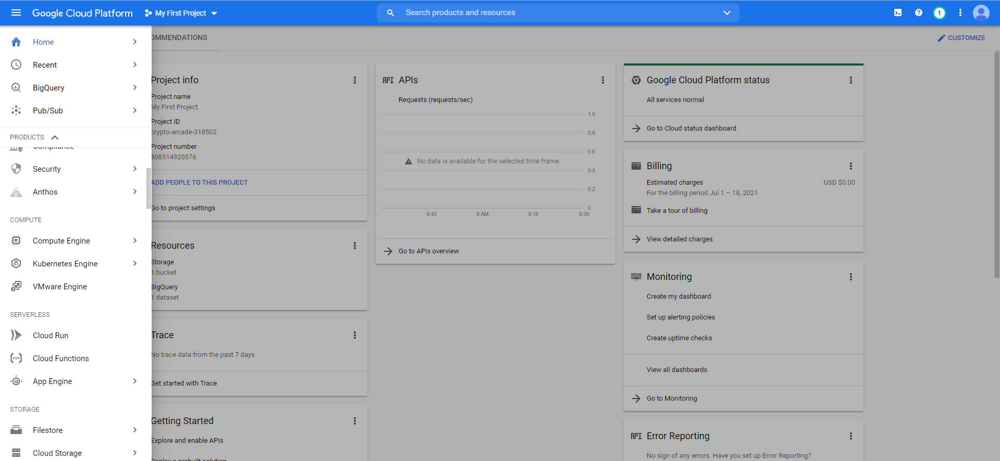 Google Cloud Platform
My First Project
Search products and resources
1
Home
Recent
BigQuery
Pub/Sub
PRODUCTS
Compliance
Security
Anthos
COMPUTE
Compute Engine
Kubernetes Engine
VMware Engine
SERVERLESS
Cloud Run
Cloud Functions
App Engine
STORAGE
Filestore
Cloud Storage
OMMENDATIONS
CUSTOMIZE
Project info
Project name
My First Project
Project ID
crypto-arcade-318502
Project number
808514920576
ADD PEOPLE TO THIS PROJECT
Go to project settings
Resources
Storage
1 bucket
BigQuery
1 dataset
Trace
No trace data from the past 7 days
Get started with Trace
Getting Started
Explore and enable APIs
Deploy a prebuilt solution
API APIs
Requests (requests/sec)
1.0
0.8
0.6
No data is available for the selected time frame.
0.4
0.2
0
8:45 9 AM 9:15 9:30
Go to APIs overview
Google Cloud Platform status
All services normal
Go to Cloud status dashboard
Billing
Estimated charges USD $0.00
For the billing period Jul 1 – 18, 2021
Take a tour of billing
View detailed charges
Monitoring
Create my dashboard
Set up alerting policies
Create uptime checks
View all dashboards
Go to Monitoring
API Error Reporting
No sign of any errors. Have you set up Error Reporting?